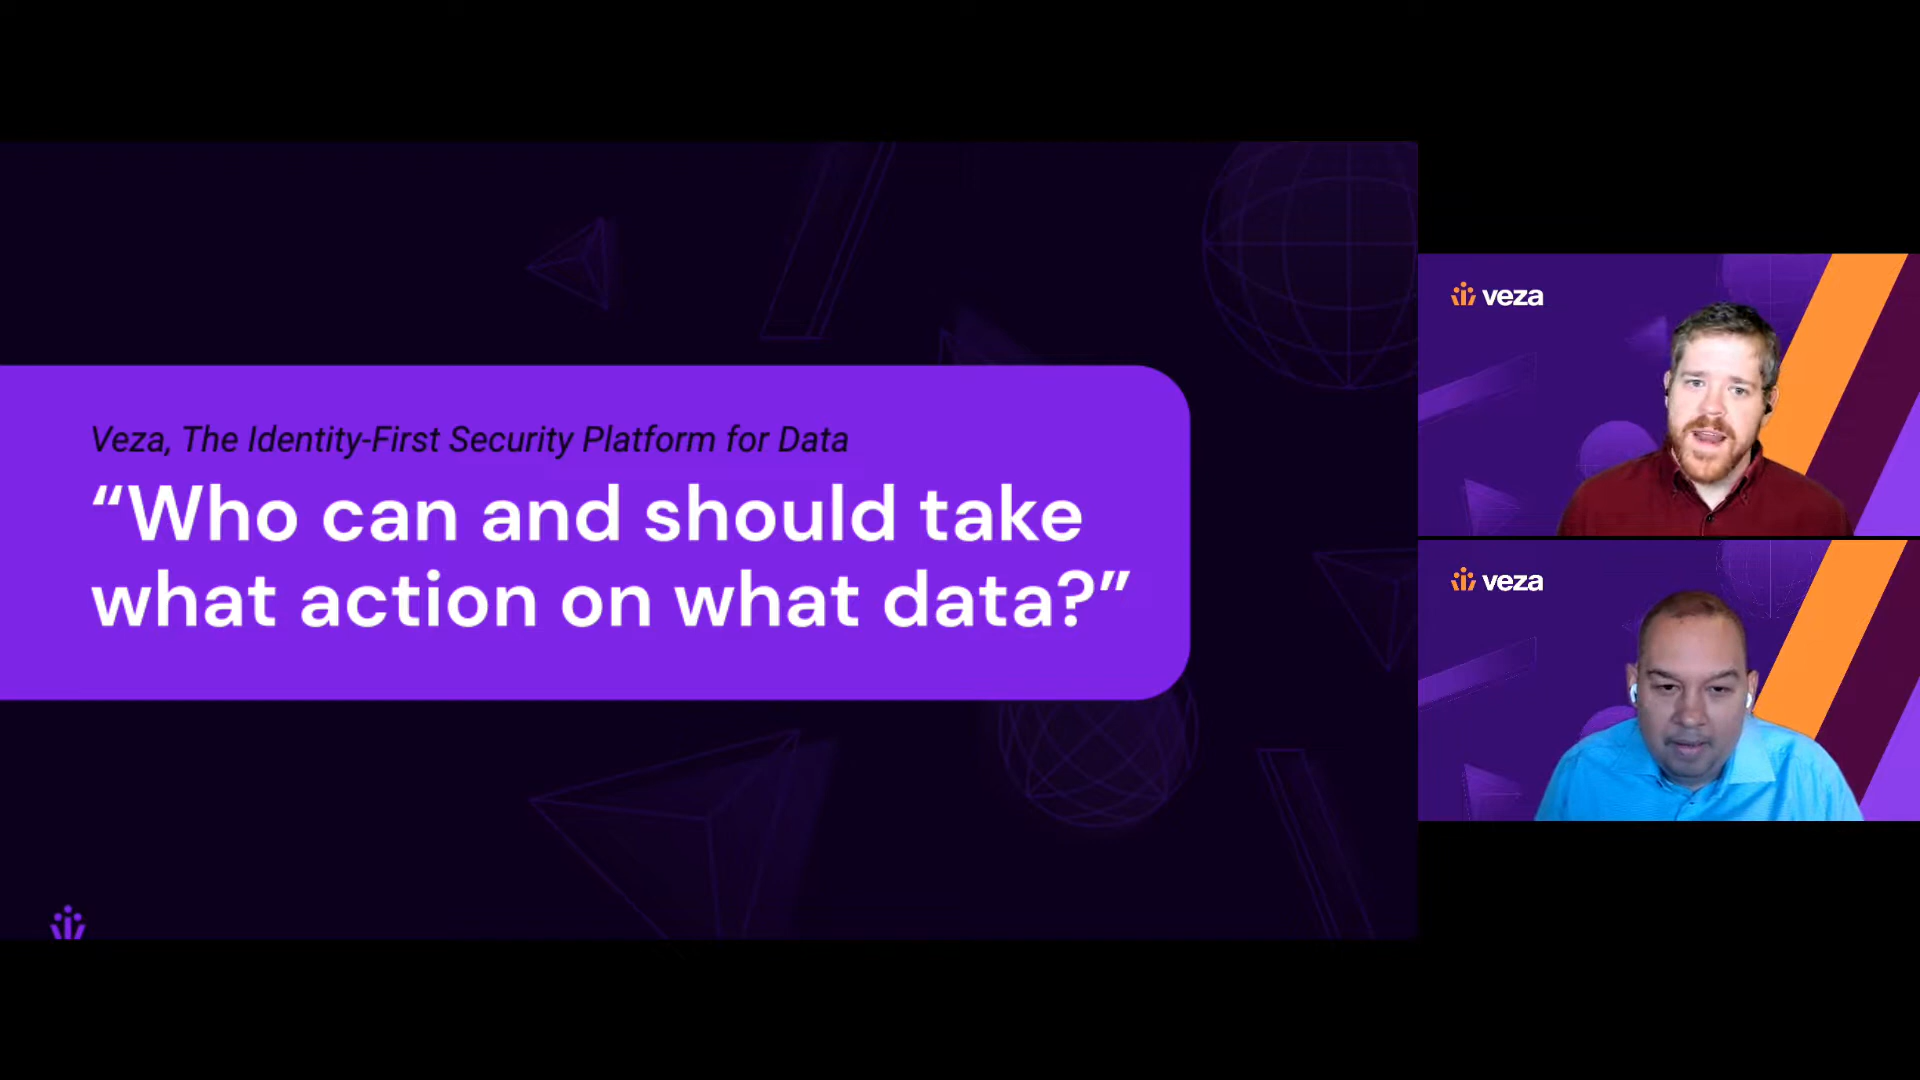 Veza, The Identity-First Security Platform for Data
“Who can and should take
what action on what data?”
veza
veza